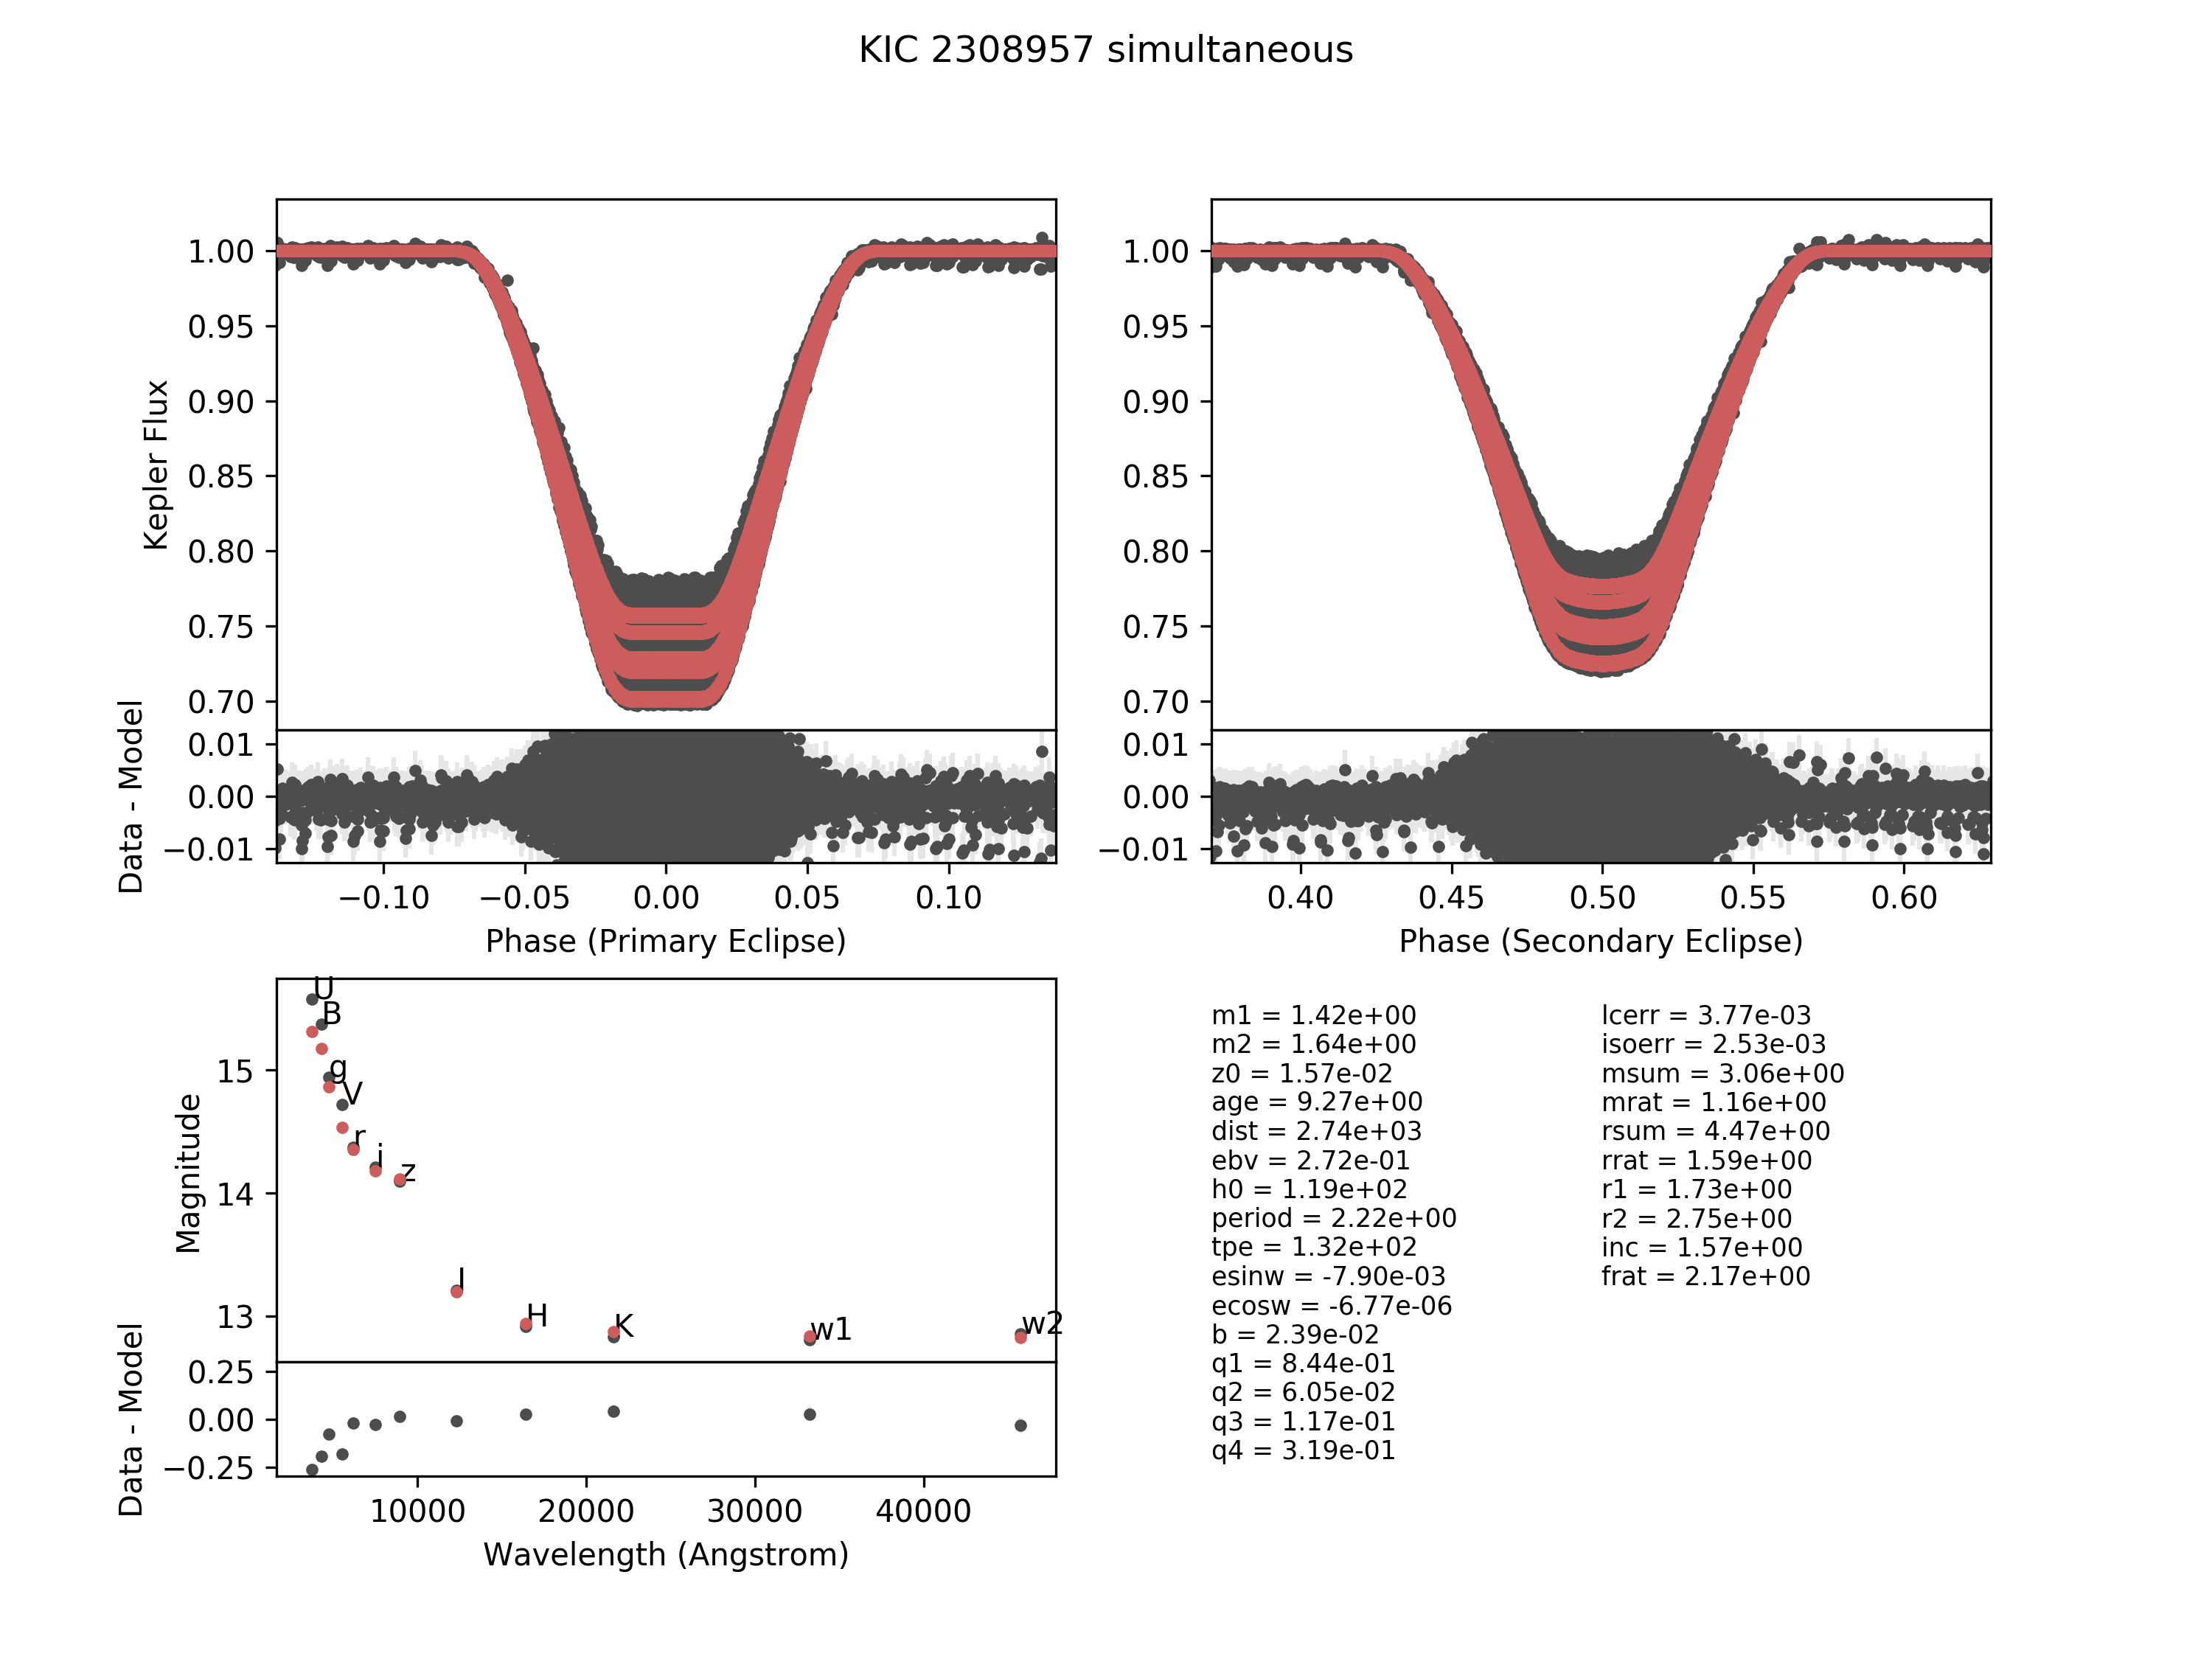 KIC 2308957 simultaneous
Kepler Flux
1.00
0.95
0.90
0.85
0.80
0.75
0.70
1.00
0.95
0.90
0.85
0.80
0.75
0.70
Data - Model
0.01
0.00
−0.01
0.01
0.00
−0.01
−0.10 −0.05 0.00 0.05 0.10
0.40 0.45 0.50 0.55 0.60
Phase (Primary Eclipse)
Phase (Secondary Eclipse)
Magnitude
15
14
13
U
B
g
V
r
i
z
J
H
K
w1
w2
Data - Model
0.25
0.00
−0.25
10000 20000 30000 40000
Wavelength (Angstrom)
m1 = 1.42e+00
m2 = 1.64e+00
z0 = 1.57e-02
age = 9.27e+00
dist = 2.74e+03
ebv = 2.72e-01
h0 = 1.19e+02
period = 2.22e+00
tpe = 1.32e+02
esinw = -7.90e-03
ecosw = -6.77e-06
b = 2.39e-02
q1 = 8.44e-01
q2 = 6.05e-02
q3 = 1.17e-01
q4 = 3.19e-01
lcerr = 3.77e-03
isoerr = 2.53e-03
msum = 3.06e+00
mrat = 1.16e+00
rsum = 4.47e+00
rrat = 1.59e+00
r1 = 1.73e+00
r2 = 2.75e+00
inc = 1.57e+00
frat = 2.17e+00